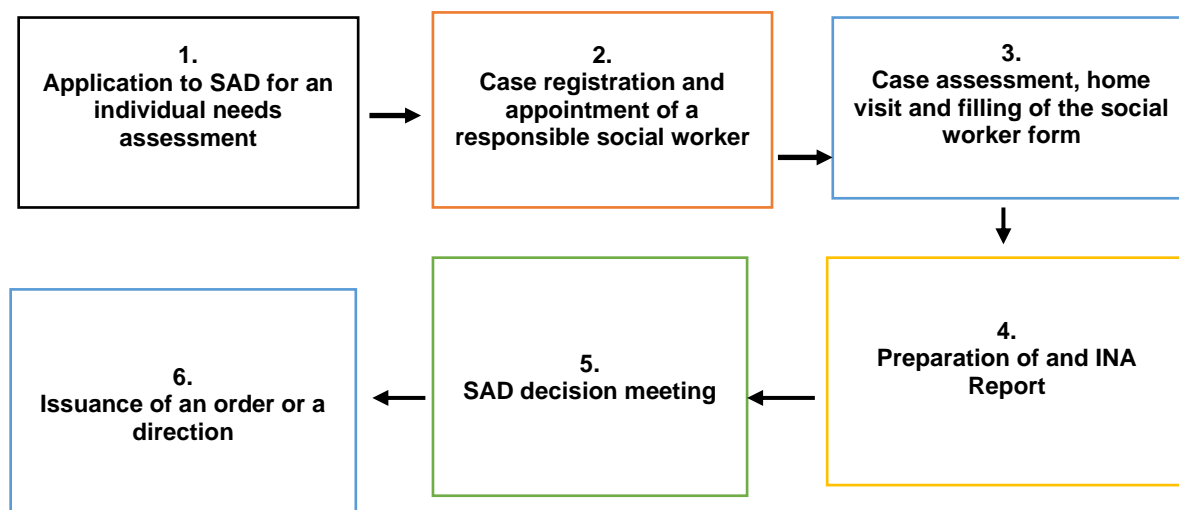 1.
Application to SAD for an
individual needs
assessment
2.
Case registration and
appointment of a
responsible social worker
3.
Case assessment, home
visit and filling of the social
worker form
4.
Preparation of and INA
Report
5.
SAD decision meeting
6.
Issuance of an order or a
direction